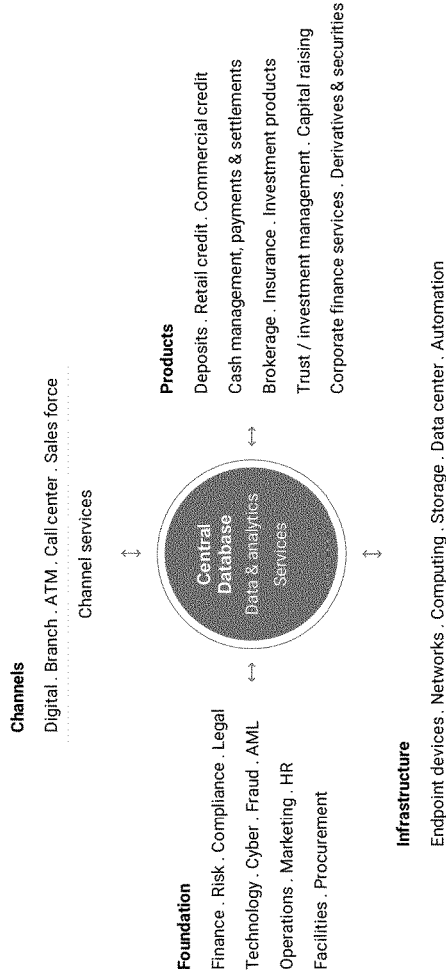 Channels
Digital . Branch . ATM . Call center . Sales force
Channel services
Foundation
Finance . Risk . Compliance . Legal
Technology . Cyber . Fraud . AML
Operations . Marketing . HR
Facilities . Procurement
Central
Database
Data & analytics
Services
Products
Deposits . Retail credit . Commercial credit
Cash management, payments & settlements
Brokerage . Insurance . Investment products
Trust / investment management . Capital raising
Corporate finance services . Derivatives & securities
Infrastructure
Endpoint devices . Networks . Computing . Storage . Data center . Automation